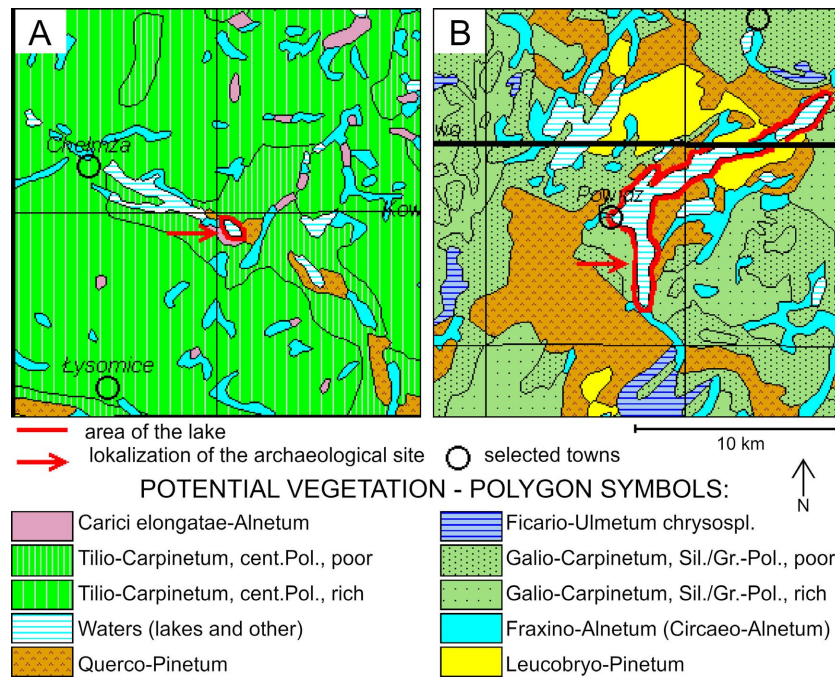 A
B
Chełmża
Kow
Łysomice
wo
area of the lake
lokalization of the archaeological site
selected towns
10 km
N
POTENTIAL VEGETATION - POLYGON SYMBOLS:
Carici elongatae-Alnetum
Tilio-Carpinetum, cent.Pol., poor
Tilio-Carpinetum, cent.Pol., rich
Waters (lakes and other)
Querco-Pinetum
Ficario-Ulmetum chrysospl.
Galio-Carpinetum, Sil./Gr.-Pol., poor
Galio-Carpinetum, Sil./Gr.-Pol., rich
Fraxino-Alnetum (Circaeo-Alnetum)
Leucobryo-Pinetum